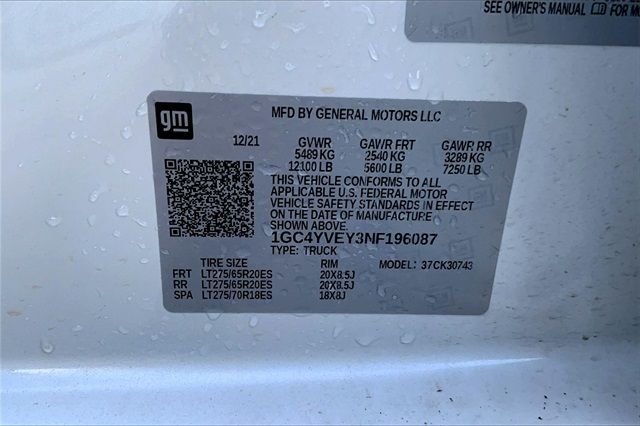 SEE OWNER'S MANUAL FOR MO
gm
MFD BY GENERAL MOTORS LLC
12/21 GVWR GAWR FRT GAWR RR
5489 KG 2540 KG 3289 KG
12100 LB 5600 LB 7250 LB
THIS VEHICLE CONFORMS TO ALL
APPLICABLE U.S. FEDERAL MOTOR
VEHICLE SAFETY STANDARDS IN EFFECT
ON THE DATE OF MANUFACTURE SHOWN ABOVE.
1GC4YVEY3NF196087
TYPE: TRUCK
TIRE SIZE RIM MODEL: 37CK30743
FRT LT275/65R20ES 20X8.5J
RR LT275/65R20ES 20X8.5J
SPA LT275/70R18ES 18X8J